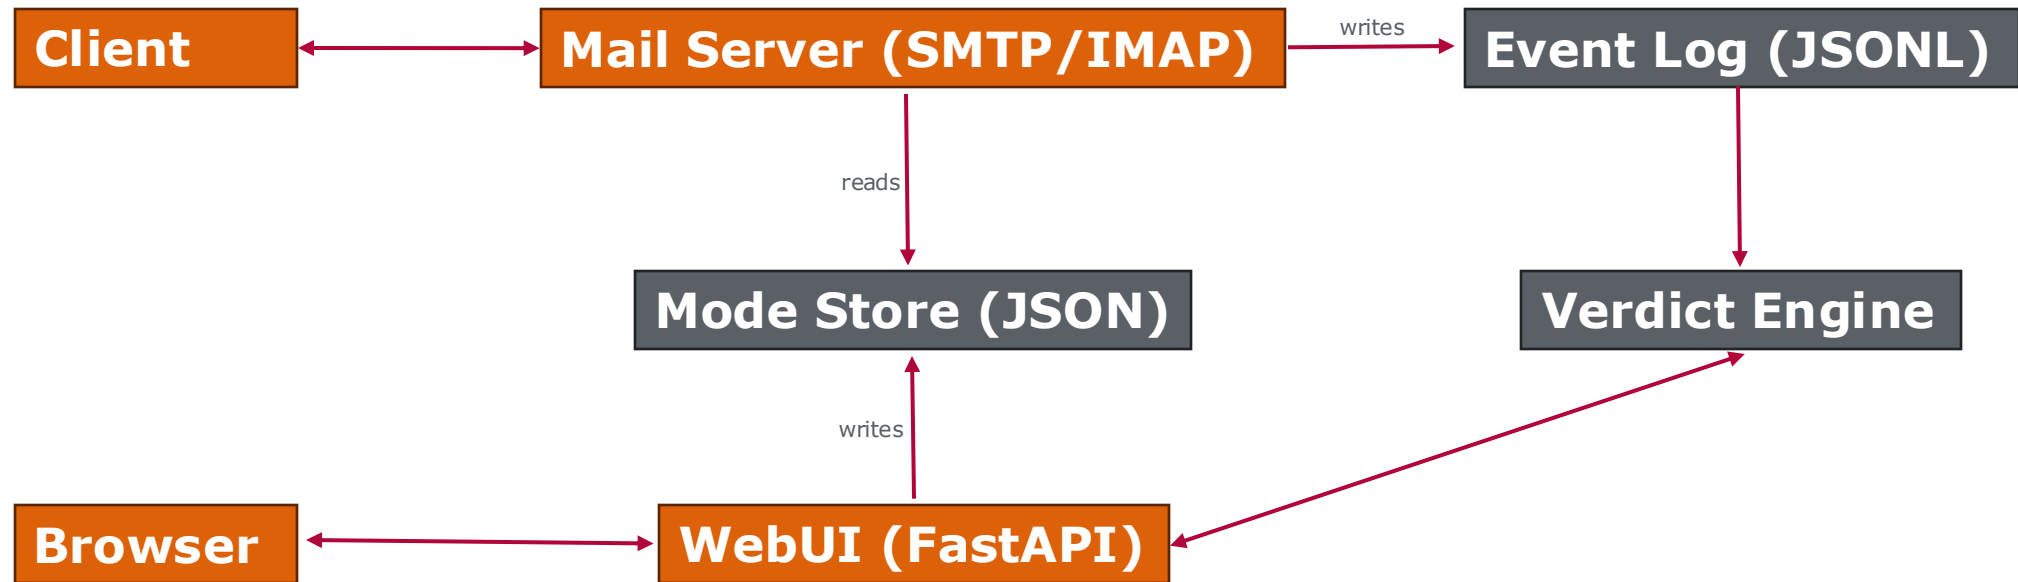 Client
Mail Server (SMTP/IMAP)
writes
Event Log (JSONL)
reads
Mode Store (JSON)
Verdict Engine
writes
Browser
WebUI (FastAPI)